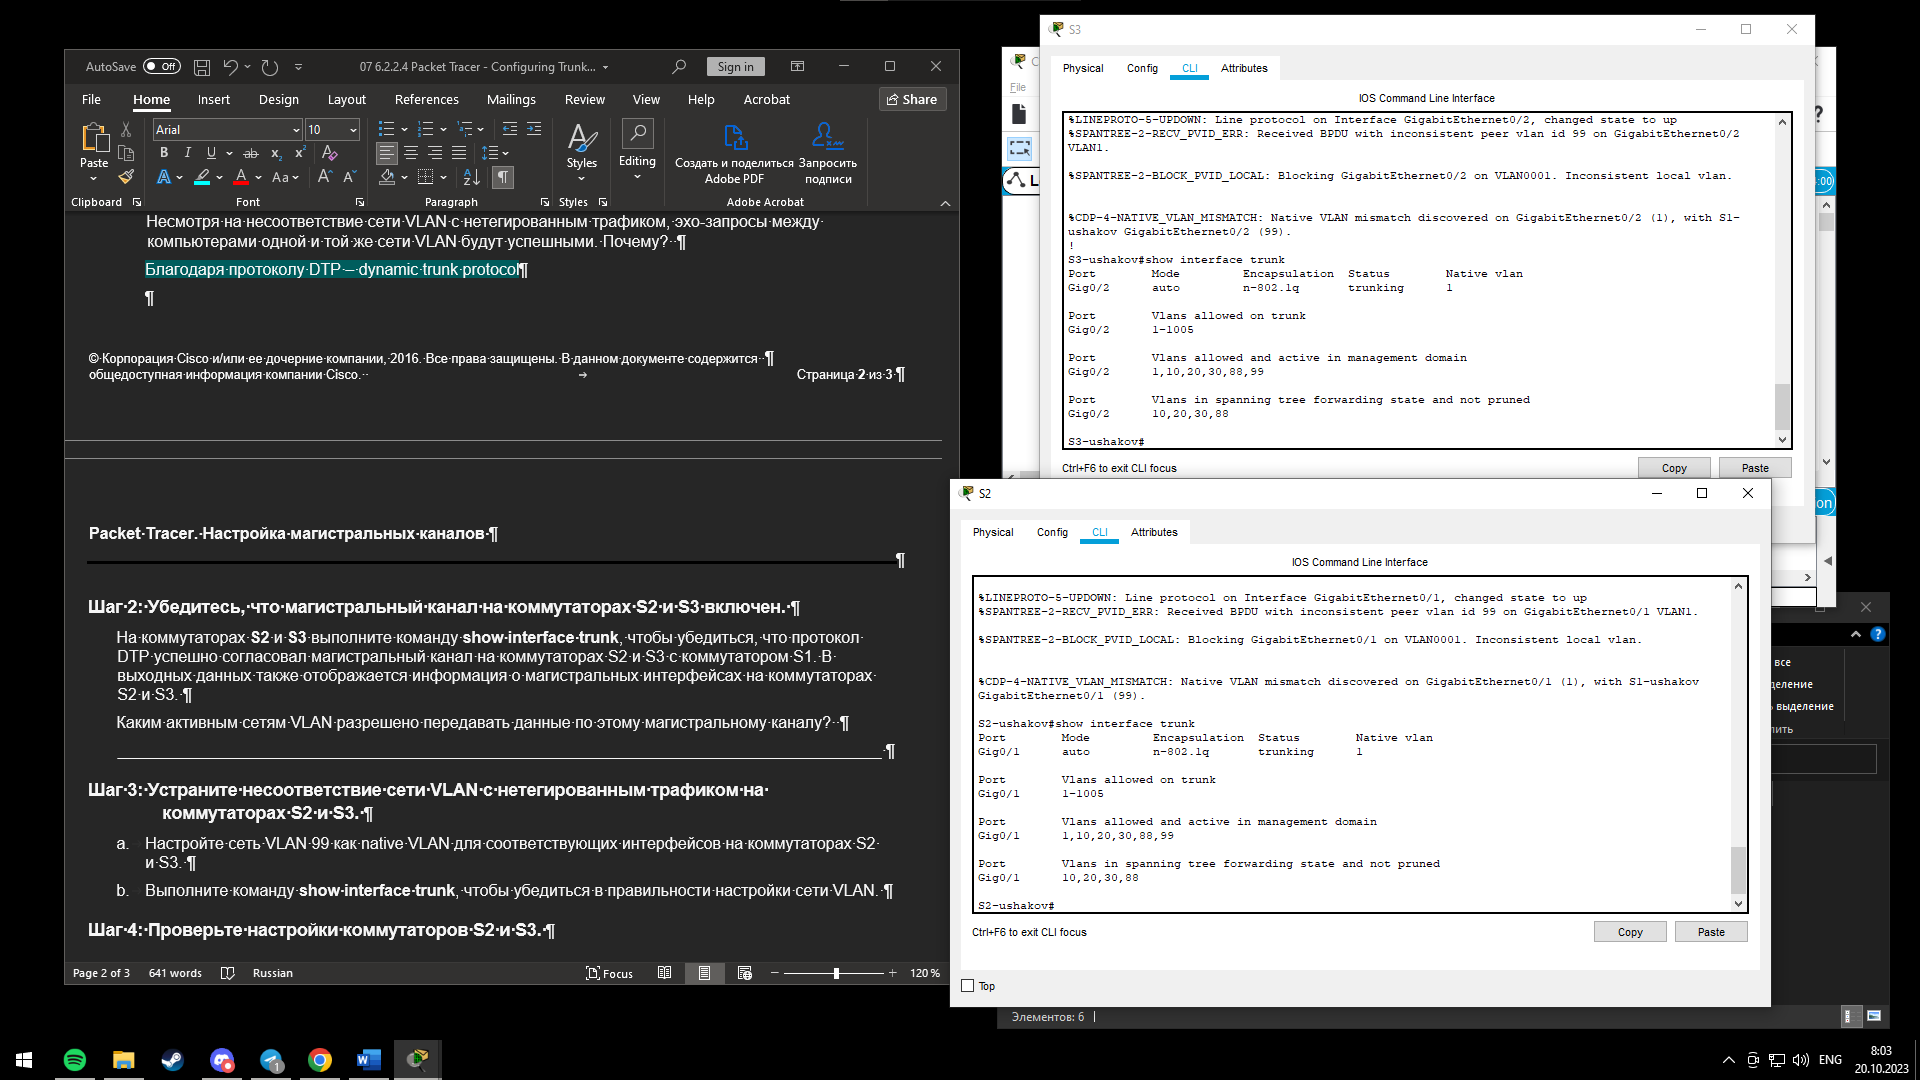 AutoSave Off 07 6.2.2.4 Packet Tracer - Configuring Trunk... Sign in
File Home Insert Design Layout References Mailings Review View Help Acrobat Share
Arial 10
Paste Styles Editing Создать и поделиться Adobe PDF Запросить подписи
Clipboard Font Paragraph Styles Adobe Acrobat
Несмотря на несоответствие сети VLAN с нетегированным трафиком, эхо-запросы между
компьютерами одной и той же сети VLAN будут успешными. Почему? ¶
Благодаря протоколу DTP – dynamic trunk protocol¶
¶
© Корпорация Cisco и/или ее дочерние компании, 2016. Все права защищены. В данном документе содержится ¶
общедоступная информация компании Cisco. → Страница 2 из 3 ¶
Packet Tracer. Настройка магистральных каналов ¶
¶
Шаг 2: Убедитесь, что магистральный канал на коммутаторах S2 и S3 включен. ¶
На коммутаторах S2 и S3 выполните команду show interface trunk, чтобы убедиться, что протокол
DTP успешно согласовал магистральный канал на коммутаторах S2 и S3 с коммутатором S1. В
выходных данных также отображается информация о магистральных интерфейсах на коммутаторах
S2 и S3. ¶
Каким активным сетям VLAN разрешено передавать данные по этому магистральному каналу? ¶
¶
Шаг 3: Устраните несоответствие сети VLAN с нетегированным трафиком на
коммутаторах S2 и S3. ¶
a. Настройте сеть VLAN 99 как native VLAN для соответствующих интерфейсов на коммутаторах S2
и S3. ¶
b. Выполните команду show interface trunk, чтобы убедиться в правильности настройки сети VLAN. ¶
Шаг 4: Проверьте настройки коммутаторов S2 и S3. ¶
Page 2 of 3 641 words Russian Focus 120 %
S3
File
Physical Config CLI Attributes
IOS Command Line Interface
%LINEPROTO-5-UPDOWN: Line protocol on Interface GigabitEthernet0/2, changed state to up
%SPANTREE-2-RECV_PVID_ERR: Received BPDU with inconsistent peer vlan id 99 on GigabitEthernet0/2
VLAN1.
%SPANTREE-2-BLOCK_PVID_LOCAL: Blocking GigabitEthernet0/2 on VLAN0001. Inconsistent local vlan.
%CDP-4-NATIVE_VLAN_MISMATCH: Native VLAN mismatch discovered on GigabitEthernet0/2 (1), with S1-
ushakov GigabitEthernet0/2 (99).
!
S3-ushakov#show interface trunk
Port Mode Encapsulation Status Native vlan
Gig0/2 auto n-802.1q trunking 1
Port Vlans allowed on trunk
Gig0/2 1-1005
Port Vlans allowed and active in management domain
Gig0/2 1,10,20,30,88,99
Port Vlans in spanning tree forwarding state and not pruned
Gig0/2 10,20,30,88
S3-ushakov#
Ctrl+F6 to exit CLI focus Copy Paste
S2
Physical Config CLI Attributes
IOS Command Line Interface
%LINEPROTO-5-UPDOWN: Line protocol on Interface GigabitEthernet0/1, changed state to up
%SPANTREE-2-RECV_PVID_ERR: Received BPDU with inconsistent peer vlan id 99 on GigabitEthernet0/1 VLAN1.
%SPANTREE-2-BLOCK_PVID_LOCAL: Blocking GigabitEthernet0/1 on VLAN0001. Inconsistent local vlan.
%CDP-4-NATIVE_VLAN_MISMATCH: Native VLAN mismatch discovered on GigabitEthernet0/1 (1), with S1-ushakov
GigabitEthernet0/1 (99).
S2-ushakov#show interface trunk
Port Mode Encapsulation Status Native vlan
Gig0/1 auto n-802.1q trunking 1
Port Vlans allowed on trunk
Gig0/1 1-1005
Port Vlans allowed and active in management domain
Gig0/1 1,10,20,30,88,99
Port Vlans in spanning tree forwarding state and not pruned
Gig0/1 10,20,30,88
S2-ushakov#
Ctrl+F6 to exit CLI focus Copy Paste
Top
все
выделение
Элементов: 6
ENG
8:03
20.10.2023